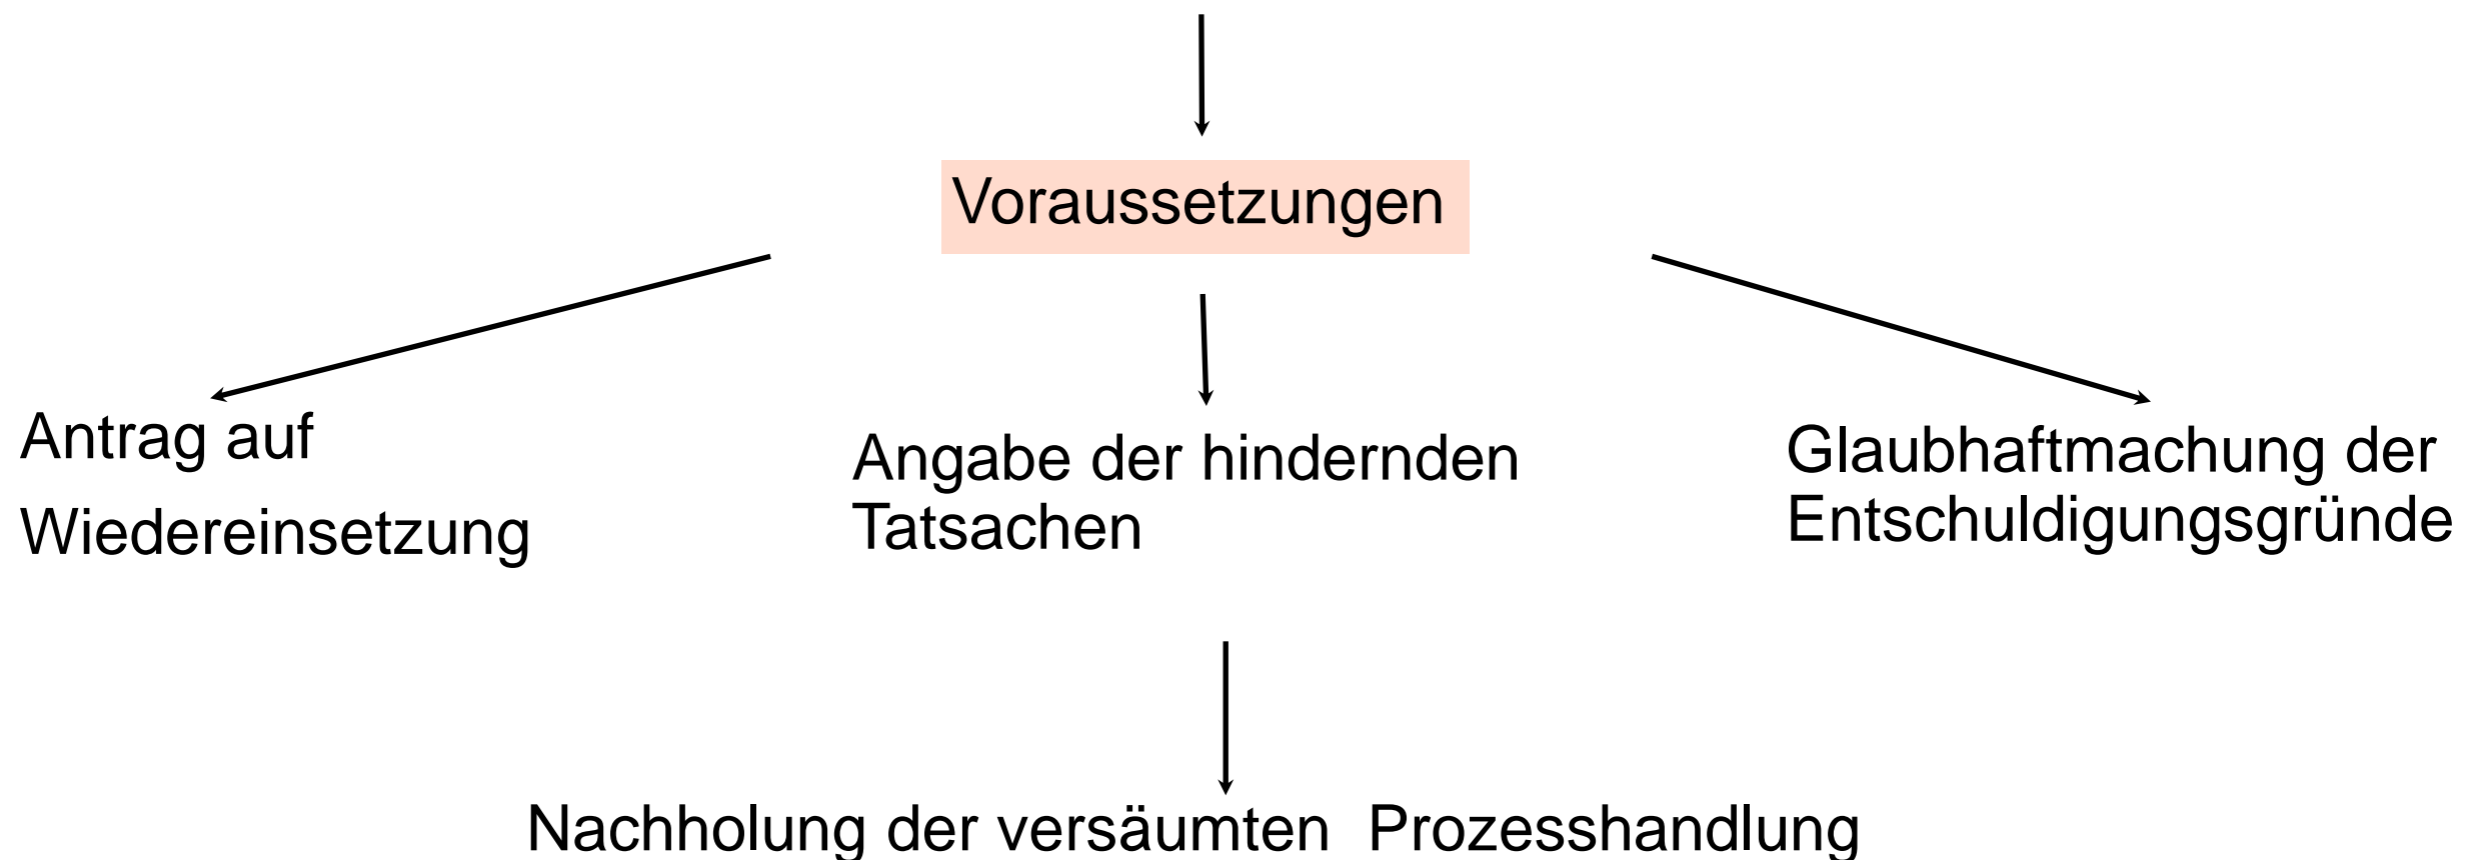 Voraussetzungen
Antrag auf
Wiedereinsetzung
Angabe der hindernden
Tatsachen
Glaubhaftmachung der
Entschuldigungsgründe
Nachholung der versäumten Prozesshandlung